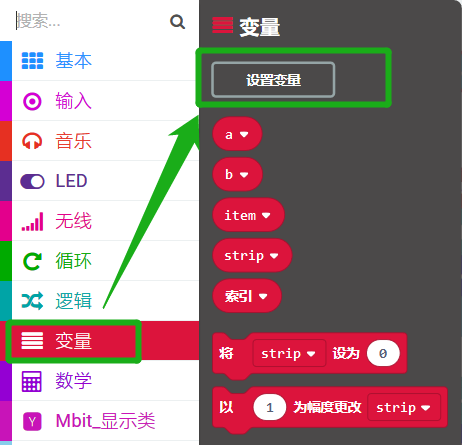 搜索...
基本
输入
音乐
LED
无线
循环
逻辑
变量
数学
Mbit_显示类
变量
设置变量
a
b
item
strip
索引
将 strip 设为 0
以 1 为幅度更改 strip